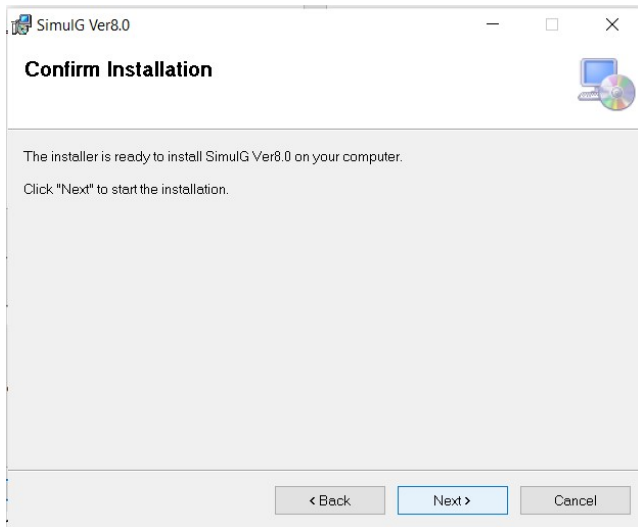 SimulG Ver8.0
Confirm Installation
The installer is ready to install SimulG Ver8.0 on your computer.
Click "Next" to start the installation.
< Back
Next >
Cancel